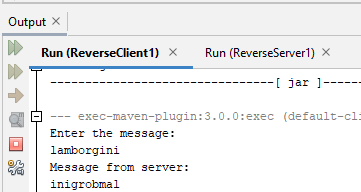 Output
Run (ReverseClient1) Run (ReverseServer1)
--------------------------------[ jar ]------
--- exec-maven-plugin:3.0.0:exec (default-cl
Enter the message:
lamborgini
Message from server:
inigrobmal